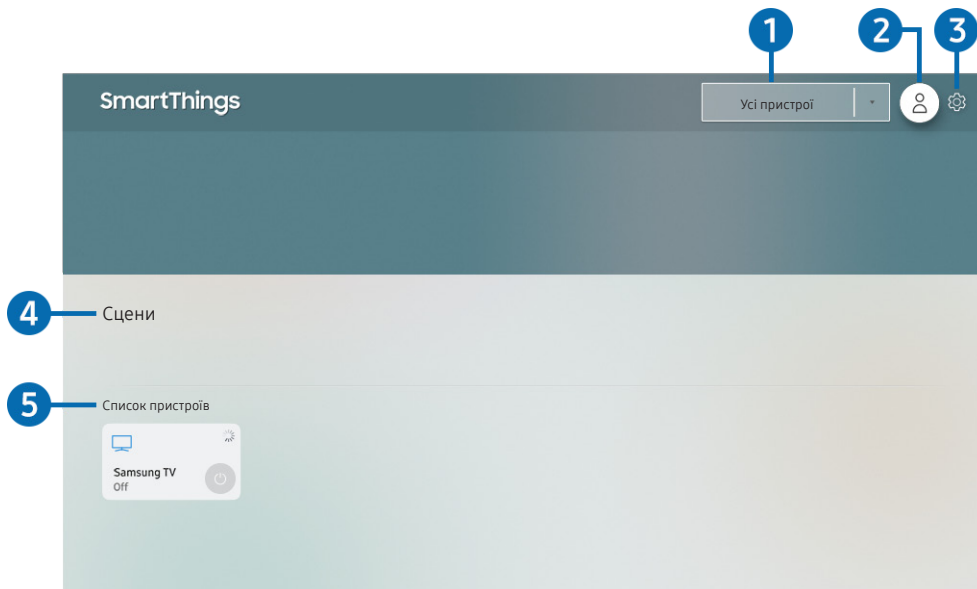 1
2
3
SmartThings
Усі пристрої
4
Сцени
5
Список пристроїв
Samsung TV
Off